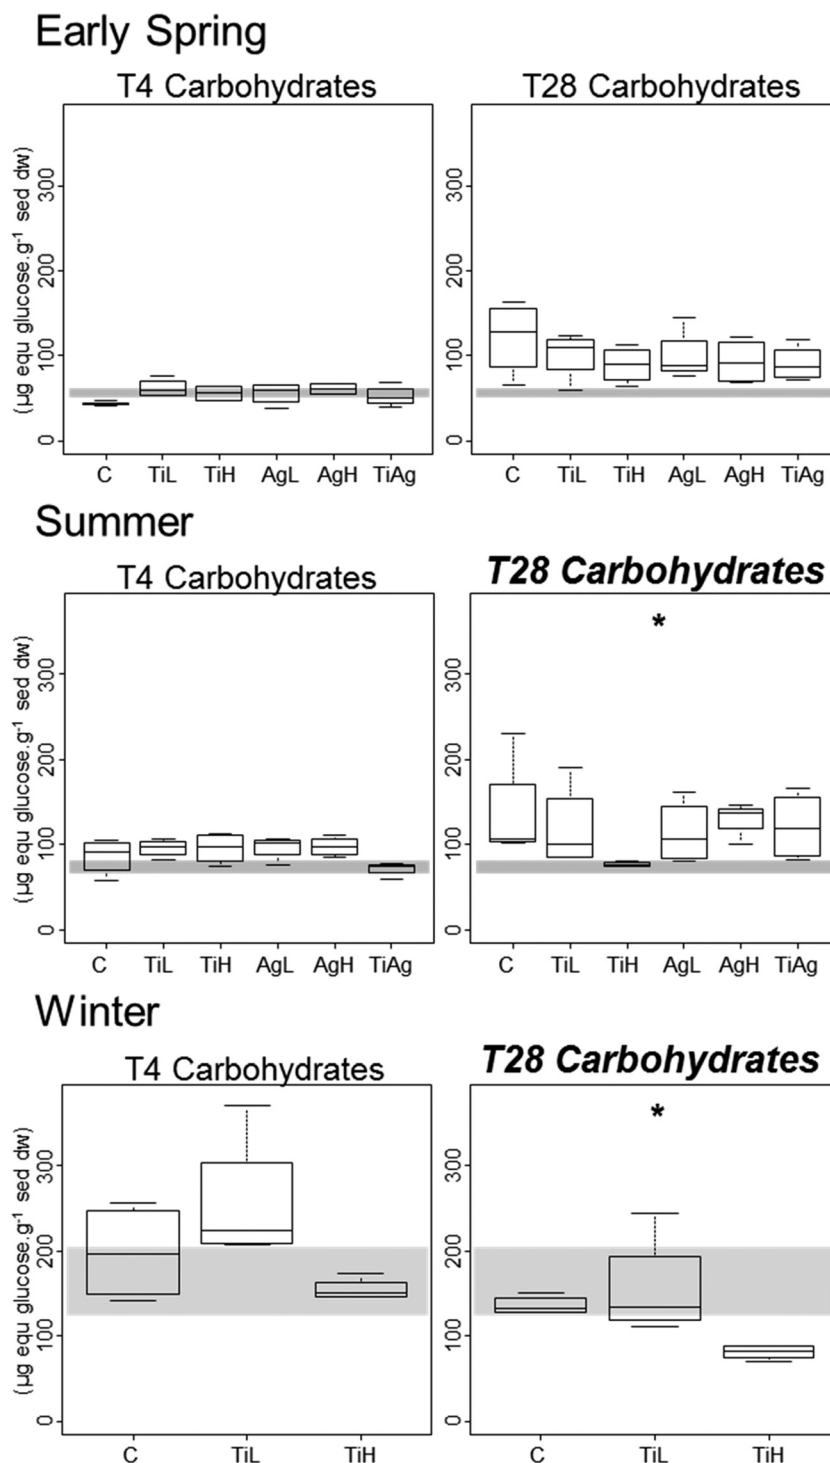 Early Spring
T4 Carbohydrates T28 Carbohydrates
(µg equ glucose.g⁻¹ sed dw)
300 300
200 200
100 100
0 0
C TiL TiH AgL AgH TiAg C TiL TiH AgL AgH TiAg
Summer
T4 Carbohydrates T28 Carbohydrates
*
(µg equ glucose.g⁻¹ sed dw)
300 300
200 200
100 100
0 0
C TiL TiH AgL AgH TiAg C TiL TiH AgL AgH TiAg
Winter
T4 Carbohydrates T28 Carbohydrates
*
(µg equ glucose.g⁻¹ sed dw)
300 300
200 200
100 100
0 0
C TiL TiH C TiL TiH